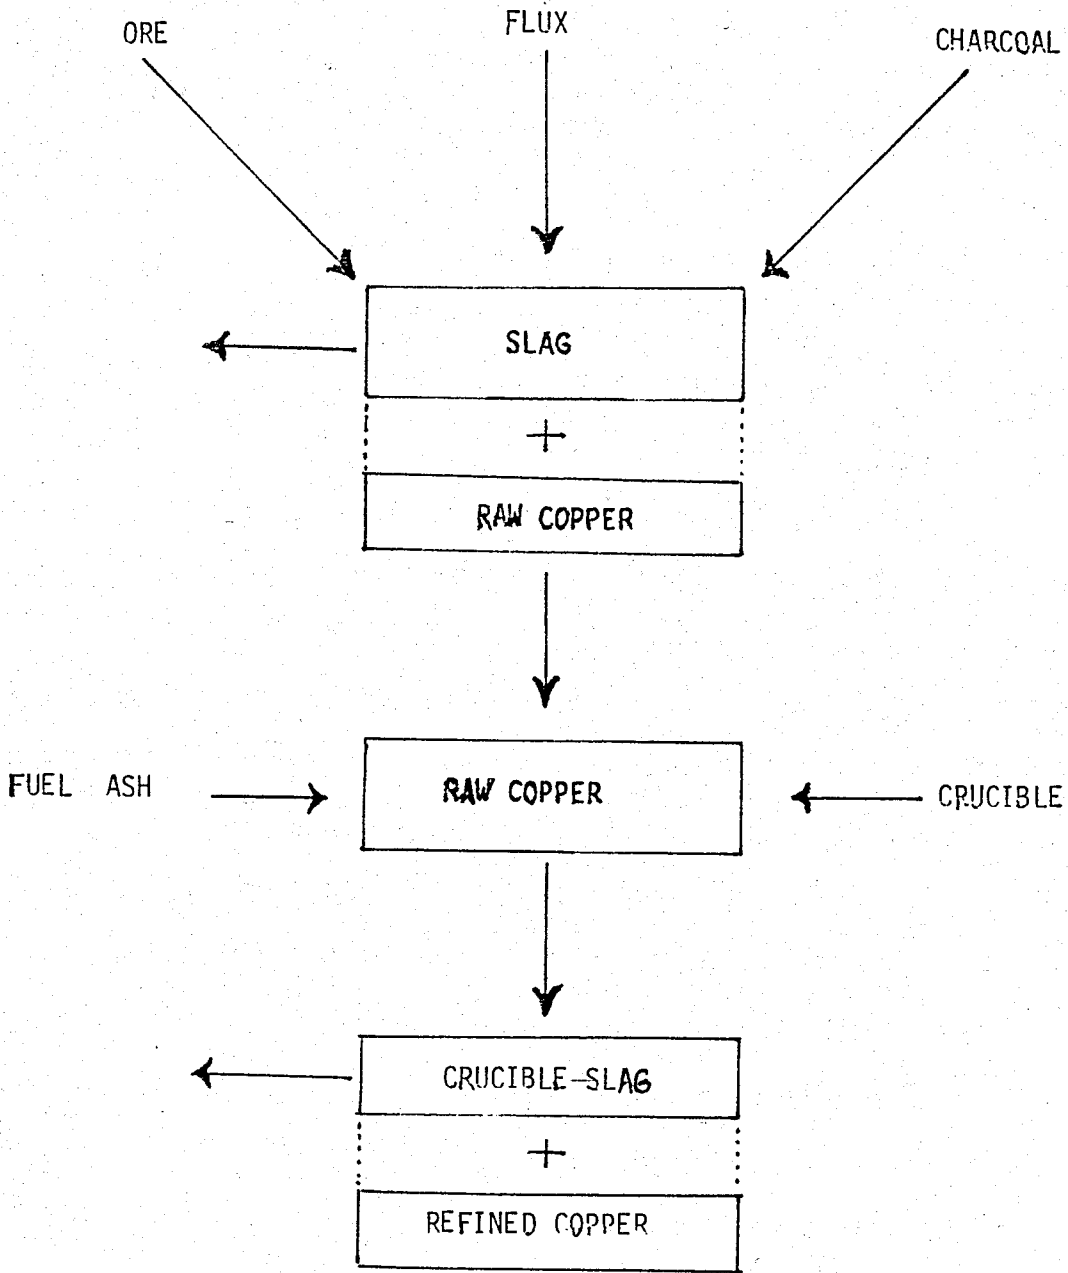 ORE
FLUX
CHARCOAL
SLAG
+
RAW COPPER
FUEL ASH
RAW COPPER
CRUCIBLE
CRUCIBLE-SLAG
+
REFINED COPPER